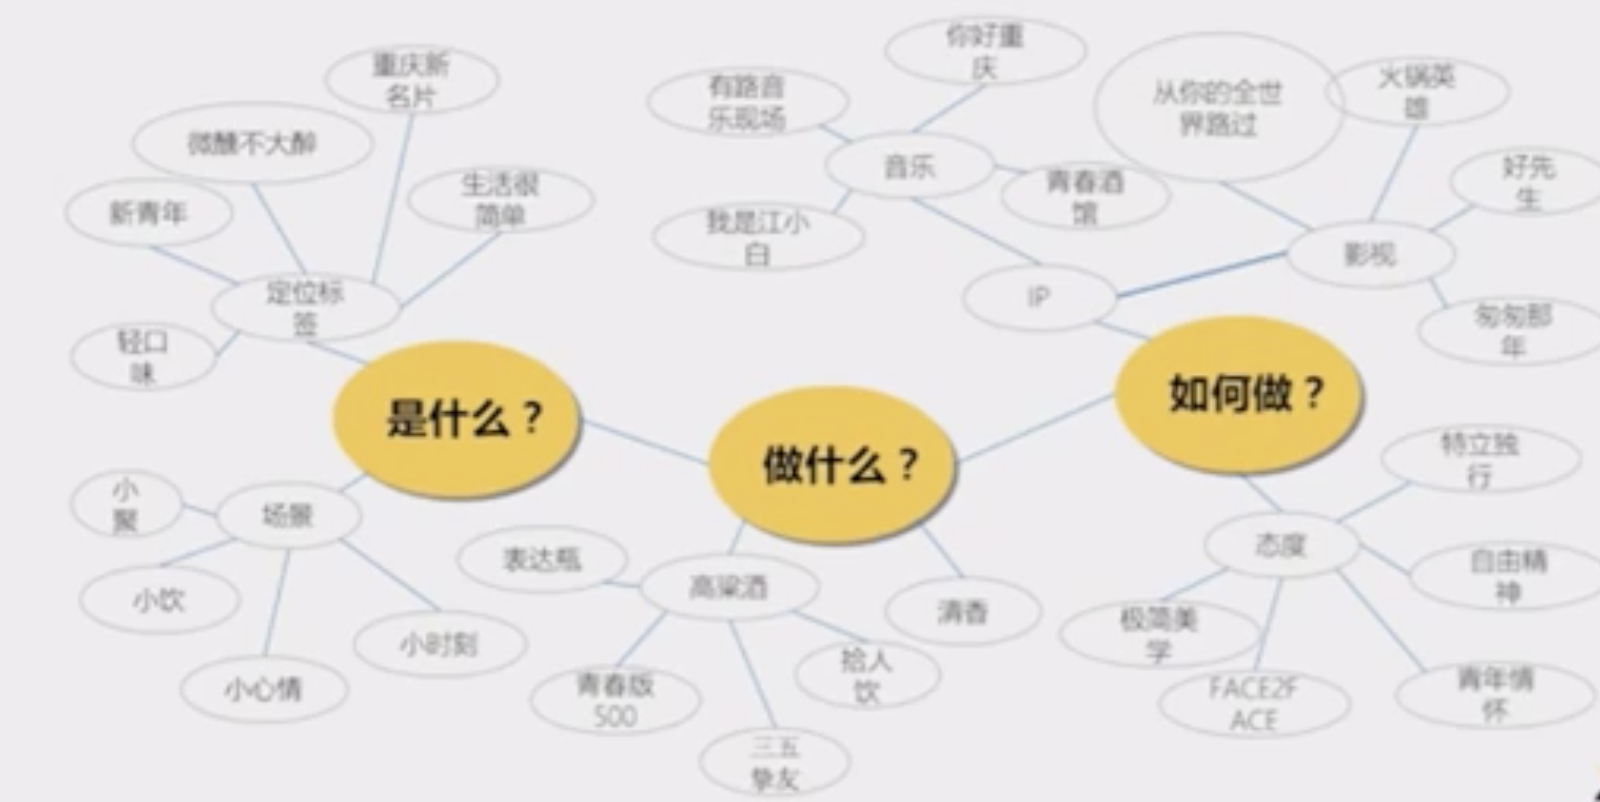 重庆新
名片
微醺不大醉
新青年
生活很
简单
定位标
签
轻口
味
是什么？
小
聚
场景
小饮
小心情
小时刻
你好重
庆
有路音
乐现场
音乐
青春酒
馆
我是江小
白
IP
从你的全世
界路过
火锅英
雄
好先
生
影视
匆匆那
年
如何做？
做什么？
表达瓶
高粱酒
清香
青春版
500
拾人
饮
三五
挚友
特立独
行
态度
自由精
神
极简美
学
FACE2F
ACE
青年情
怀